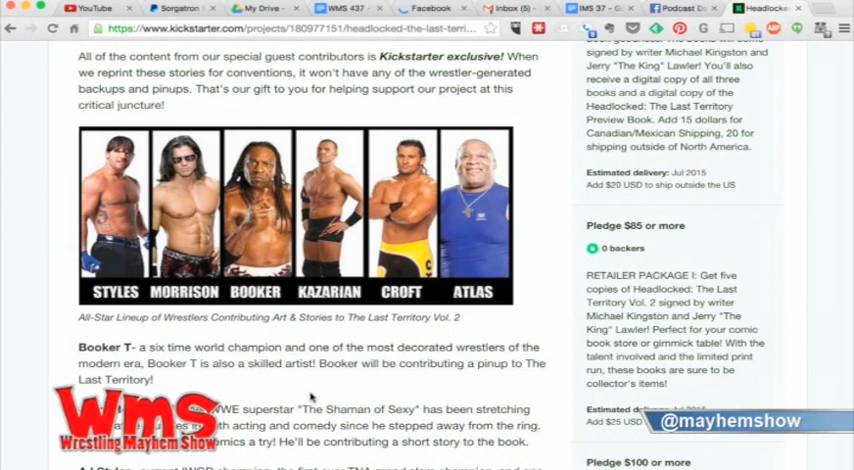 YouTube
Sorgatron
My Drive -
WMS 437 -
Facebook
Inbox (5) -
IMS 37 - G
Podcast D
Headlocke
https://www.kickstarter.com/projects/180977151/headlocked-the-last-terri...
All of the content from our special guest contributors is Kickstarter exclusive! When
we reprint these stories for conventions, it won't have any of the wrestler-generated
backups and pinups. That's our gift to you for helping support our project at this
critical juncture!
STYLES MORRISON BOOKER KAZARIAN CROFT ATLAS
All-Star Lineup of Wrestlers Contributing Art & Stories to The Last Territory Vol. 2
Booker T- a six time world champion and one of the most decorated wrestlers of the
modern era, Booker T is also a skilled artist! Booker will be contributing a pinup to The
Last Territory!
WWE superstar "The Shaman of Sexy" has been stretching
acting and comedy since he stepped away from the ring.
a try! He'll be contributing a short story to the book.
signed by writer Michael Kingston and
Jerry "The King" Lawler! You'll also
receive a digital copy of all three
books and a digital copy of the
Headlocked: The Last Territory
Preview Book. Add 15 dollars for
Canadian/Mexican Shipping, 20 for
shipping outside of North America.
Estimated delivery: Jul 2015
Add $20 USD to ship outside the US
Pledge $85 or more
0 backers
RETAILER PACKAGE I: Get five
copies of Headlocked: The Last
Territory Vol. 2 signed by writer
Michael Kingston and Jerry "The
King" Lawler! Perfect for your comic
book store or gimmick table! With the
talent involved and the limited print
run, these books are sure to be
collector's items!
Estimated
Add $25
Pledge $100 or more
WMS
Wrestling Mayhem Show
@mayhemshow